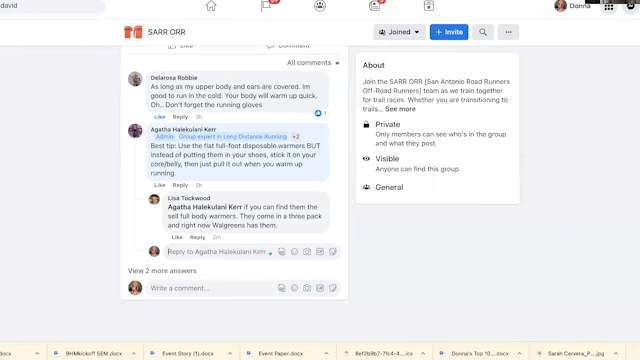 david
Donna
SARR ORR
Joined
+ Invite
Like
Comment
All comments
Delarosa Robbie
As long as my upper body and ears are covered. Im
good to run in the cold. Your body will warm up quick.
Oh.. Don't forget the running gloves
1
Like Reply 3h
Agatha Halekulani Kerr
Admin Group expert in Long Distance Running +2
Best tip: Use the flat full-foot disposable warmers BUT
instead of putting them in your shoes, stick it on your
core/belly, then just pull it out when you warm up
running.
Like Reply 2h
Lisa Tuckwood
Agatha Halekulani Kerr if you can find them the
sell full body warmers. They come in a three pack
and right now Walgreens has them.
Like Reply 2m
Reply to Agatha Halekulani Kerr...
View 2 more answers
Write a comment...
About
Join the SARR ORR [San Antonio Road Runners
Off-Road Runners] team as we train together
for trail races. Whether you are transitioning to
trails... See more
Private
Only members can see who's in the group
and what they post.
Visible
Anyone can find this group.
General
s.docx
BHMkickoff SEM.docx
Event Story (1).docx
Event Paper.docx
8ef2b9b7-71c4-4....ics
Donna's Top 10....docx
Sarah Cervera_P....jpg